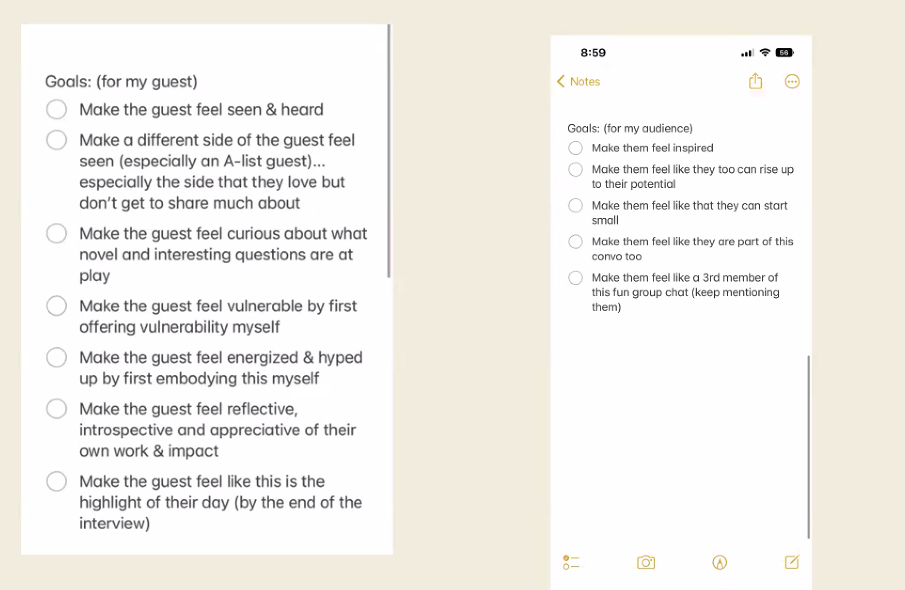 Goals: (for my guest)
Make the guest feel seen & heard
Make a different side of the guest feel
seen (especially an A-list guest)...
especially the side that they love but
don't get to share much about
Make the guest feel curious about what
novel and interesting questions are at
play
Make the guest feel vulnerable by first
offering vulnerability myself
Make the guest feel energized & hyped
up by first embodying this myself
Make the guest feel reflective,
introspective and appreciative of their
own work & impact
Make the guest feel like this is the
highlight of their day (by the end of the
interview)
8:59
56
Notes
Goals: (for my audience)
Make them feel inspired
Make them feel like they too can rise up
to their potential
Make them feel like that they can start
small
Make them feel like they are part of this
convo too
Make them feel like a 3rd member of
this fun group chat (keep mentioning
them)